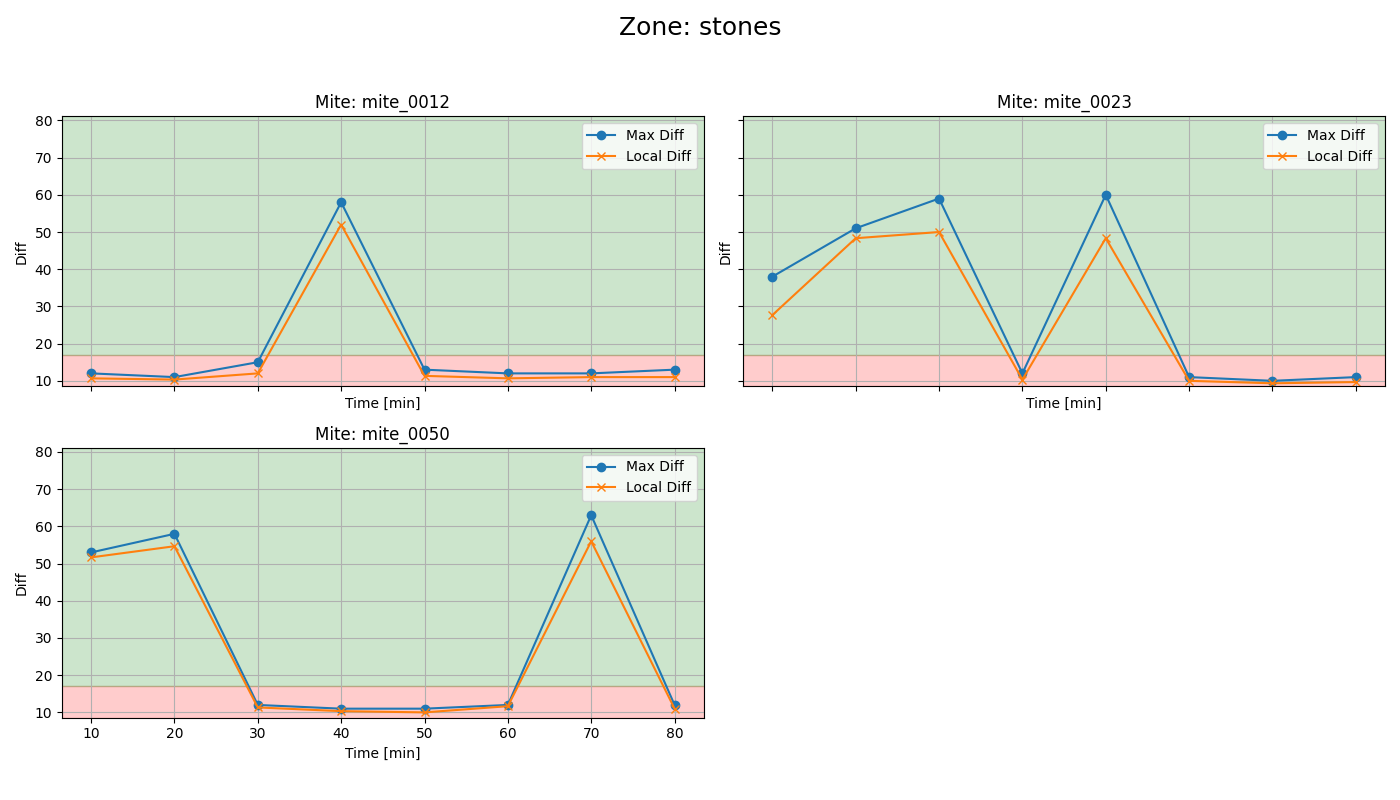 Zone: stones
Mite: mite_0012
80
70
60
50
40
30
20
10
Diff
Max Diff
Local Diff
Time [min]
Mite: mite_0023
Diff
Max Diff
Local Diff
Time [min]
Mite: mite_0050
80
70
60
50
40
30
20
10
Diff
Max Diff
Local Diff
10 20 30 40 50 60 70 80
Time [min]